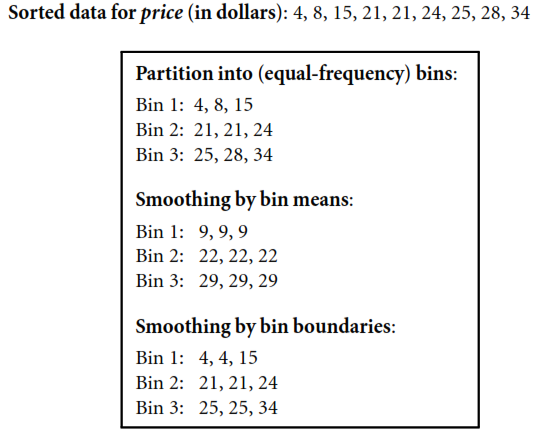 Sorted data for price (in dollars): 4, 8, 15, 21, 21, 24, 25, 28, 34
Partition into (equal-frequency) bins:
Bin 1: 4, 8, 15
Bin 2: 21, 21, 24
Bin 3: 25, 28, 34
Smoothing by bin means:
Bin 1: 9, 9, 9
Bin 2: 22, 22, 22
Bin 3: 29, 29, 29
Smoothing by bin boundaries:
Bin 1: 4, 4, 15
Bin 2: 21, 21, 24
Bin 3: 25, 25, 34